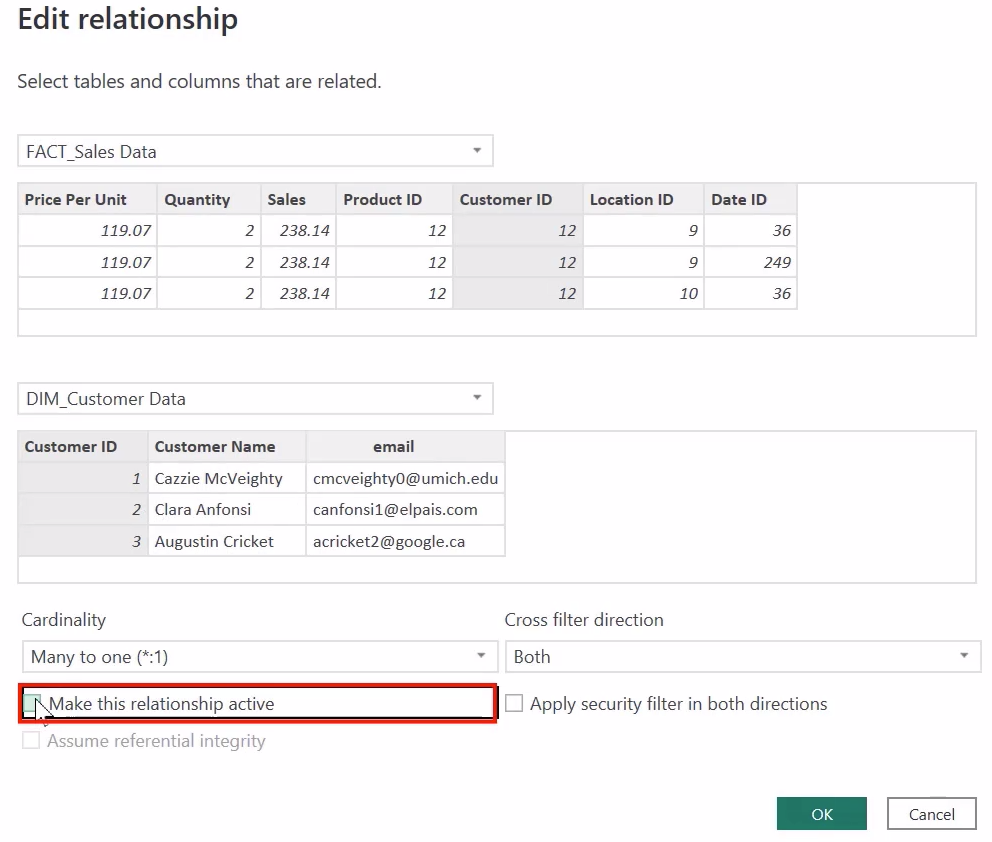 Edit relationship
Select tables and columns that are related.
FACT_Sales Data
Price Per Unit Quantity Sales Product ID Customer ID Location ID Date ID
119.07 2 238.14 12 12 9 36
119.07 2 238.14 12 12 9 249
119.07 2 238.14 12 12 10 36
DIM_Customer Data
Customer ID Customer Name email
1 Cazzie McVeighty cmcveighty0@umich.edu
2 Clara Anfonsi canfonsi1@elpais.com
3 Augustin Cricket acricket2@google.ca
Cardinality Cross filter direction
Many to one (*:1) Both
Make this relationship active Apply security filter in both directions
Assume referential integrity
OK Cancel